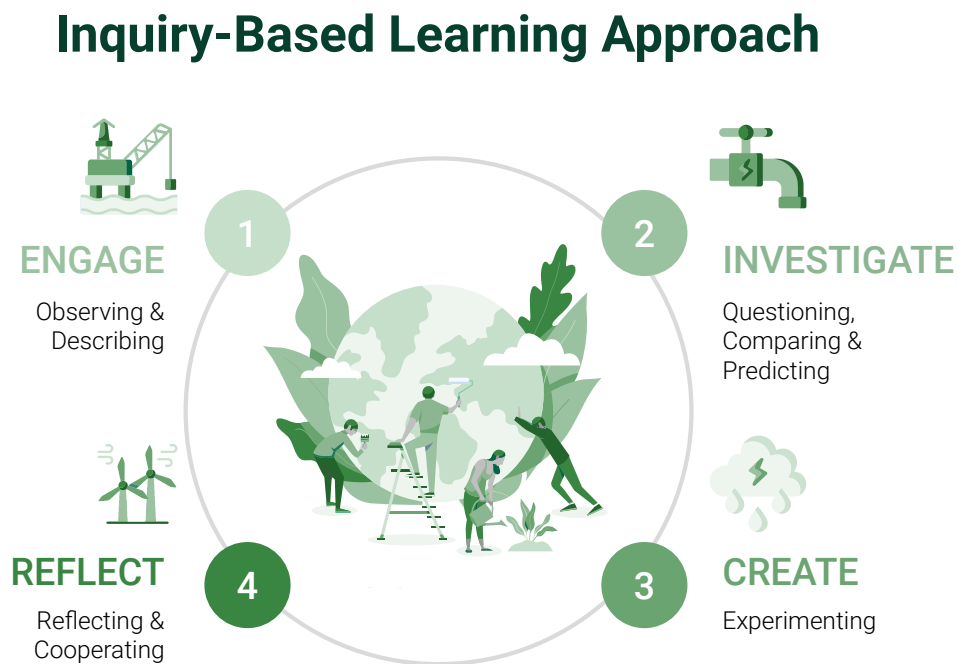 Inquiry-Based Learning Approach
1
ENGAGE
Observing &
Describing
2
INVESTIGATE
Questioning,
Comparing &
Predicting
3
CREATE
Experimenting
4
REFLECT
Reflecting &
Cooperating